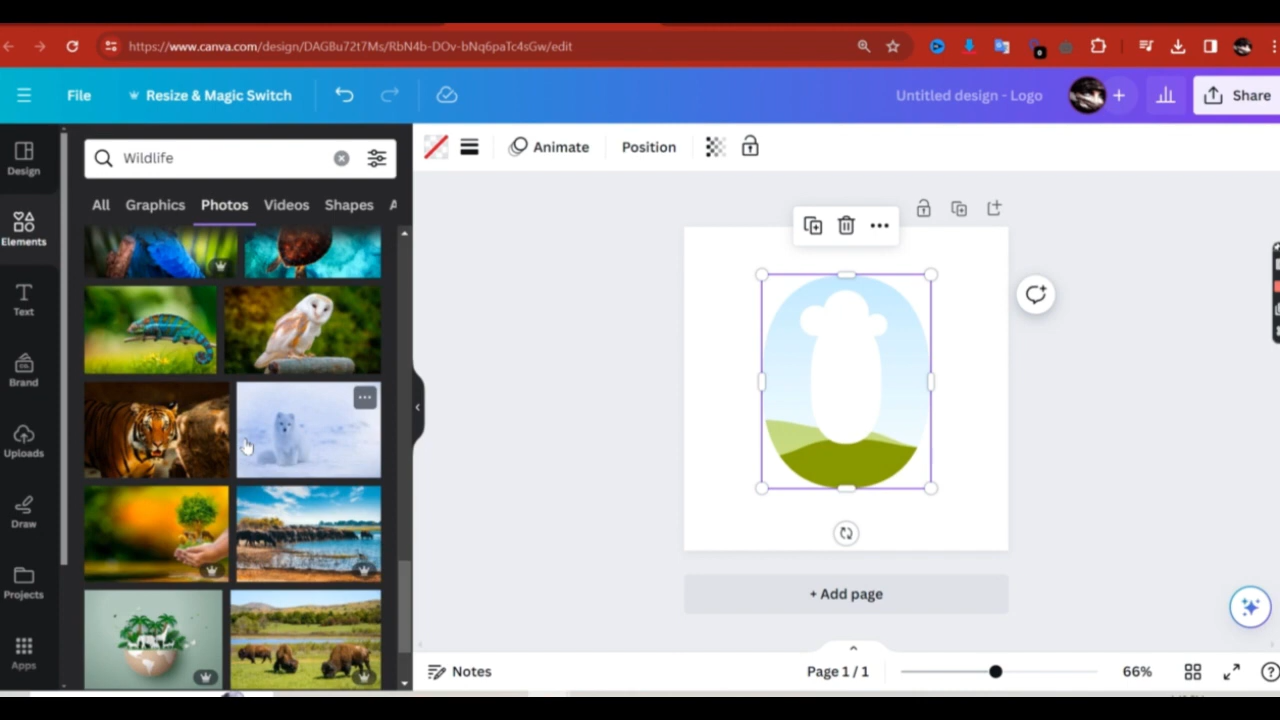 https://www.canva.com/design/DAGBu72t7Ms/RbN4b-DOv-bNq6paTc4sGw/edit
File
Resize & Magic Switch
Untitled design - Logo
Share
Design
Elements
Text
Brand
Uploads
Draw
Projects
Apps
Wildlife
All Graphics Photos Videos Shapes A
Animate
Position
+ Add page
Notes
Page 1 / 1
66%